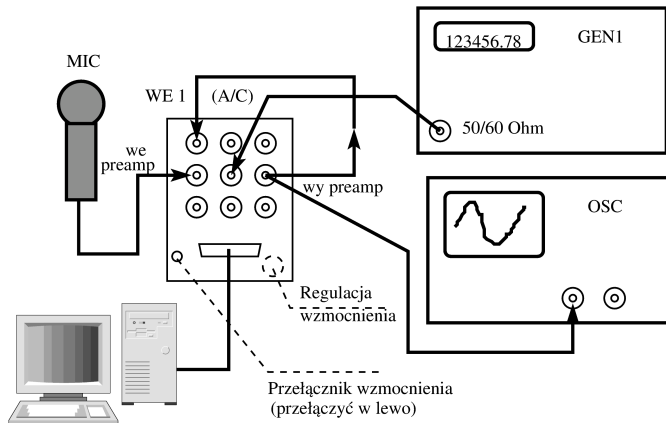 MIC
WE 1 (A/C)
123456.78
GEN1
50/60 Ohm
we
preamp
wy preamp
OSC
Regulacja
wzmocnienia
Przełącznik wzmocnienia
(przełączyć w lewo)